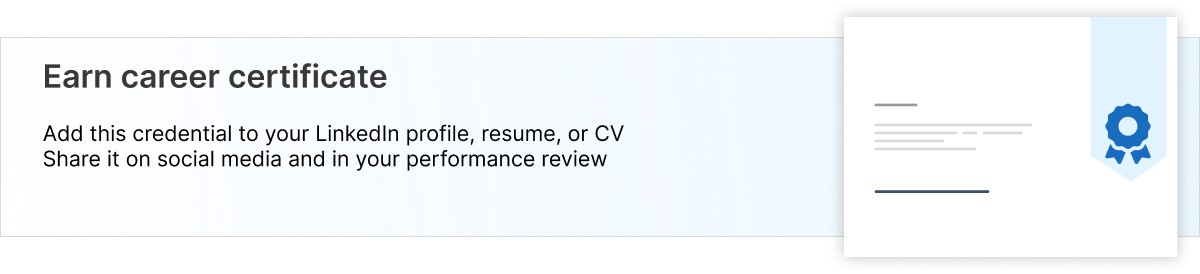 Earn career certificate
Add this credential to your LinkedIn profile, resume, or CV
Share it on social media and in your performance review